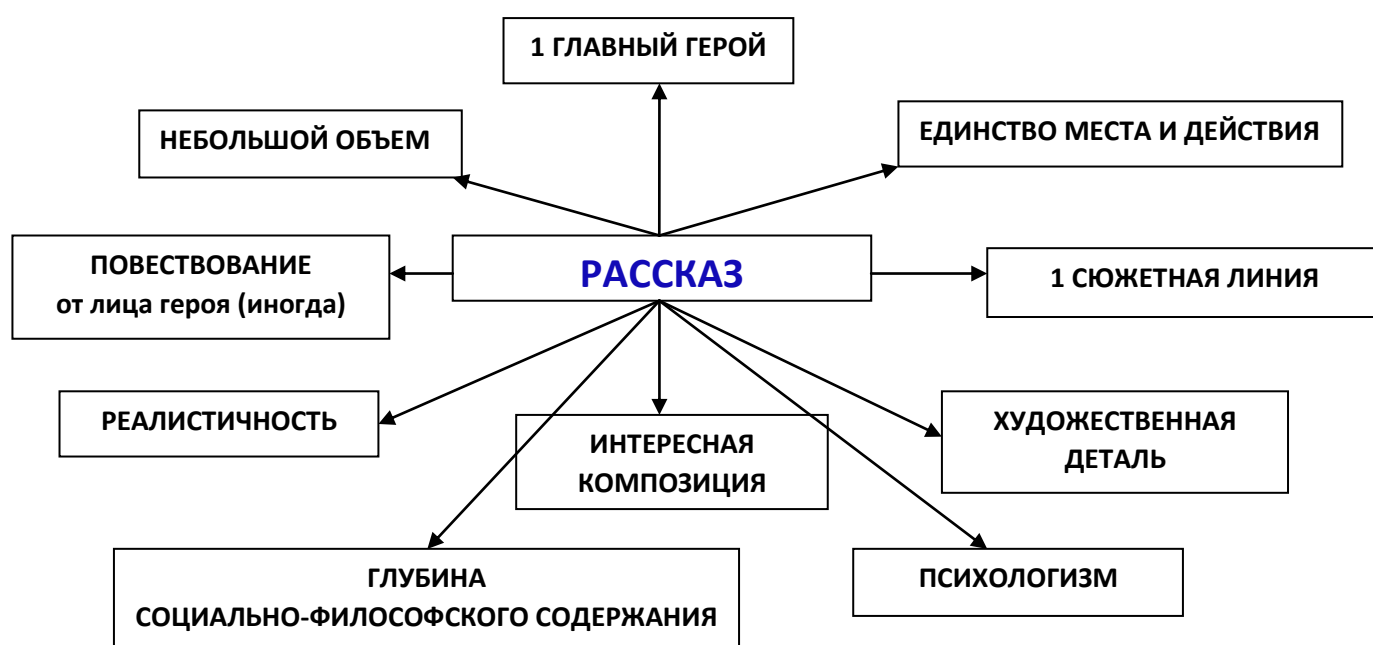 1 ГЛАВНЫЙ ГЕРОЙ
НЕБОЛЬШОЙ ОБЪЕМ
ЕДИНСТВО МЕСТА И ДЕЙСТВИЯ
ПОВЕСТВОВАНИЕ
от лица героя (иногда)
РАССКАЗ
1 СЮЖЕТНАЯ ЛИНИЯ
РЕАЛИСТИЧНОСТЬ
ИНТЕРЕСНАЯ
КОМПОЗИЦИЯ
ХУДОЖЕСТВЕННАЯ
ДЕТАЛЬ
ГЛУБИНА
СОЦИАЛЬНО-ФИЛОСОФСКОГО СОДЕРЖАНИЯ
ПСИХОЛОГИЗМ